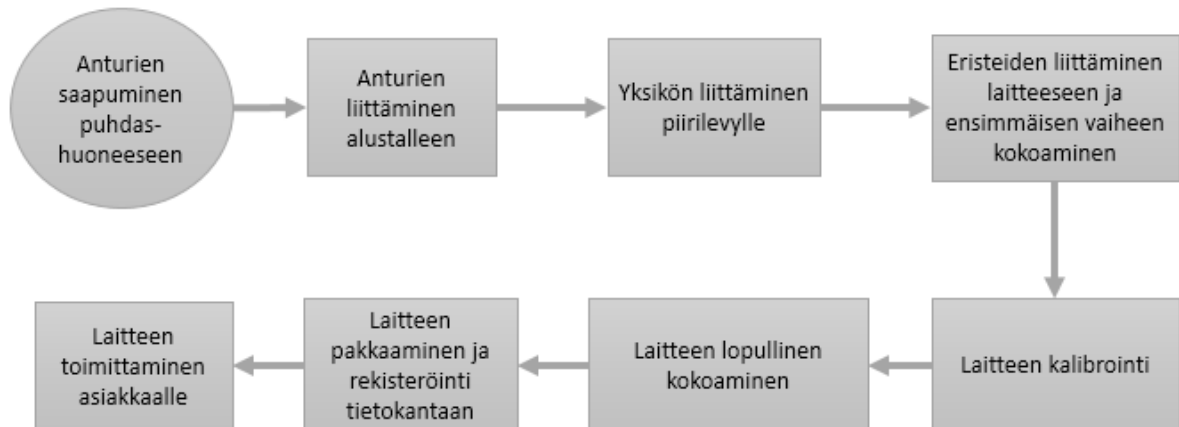 Anturien
saapuminen
puhdas-
huoneeseen
Anturien
liittäminen
alustalleen
Yksikön liittäminen
piirilevylle
Eristeiden liittäminen
laitteeseen ja
ensimmäisen vaiheen
kokoaminen
Laitteen kalibrointi
Laitteen lopullinen
kokoaminen
Laitteen
pakkaaminen ja
rekisteröinti
tietokantaan
Laitteen
toimittaminen
asiakkaalle